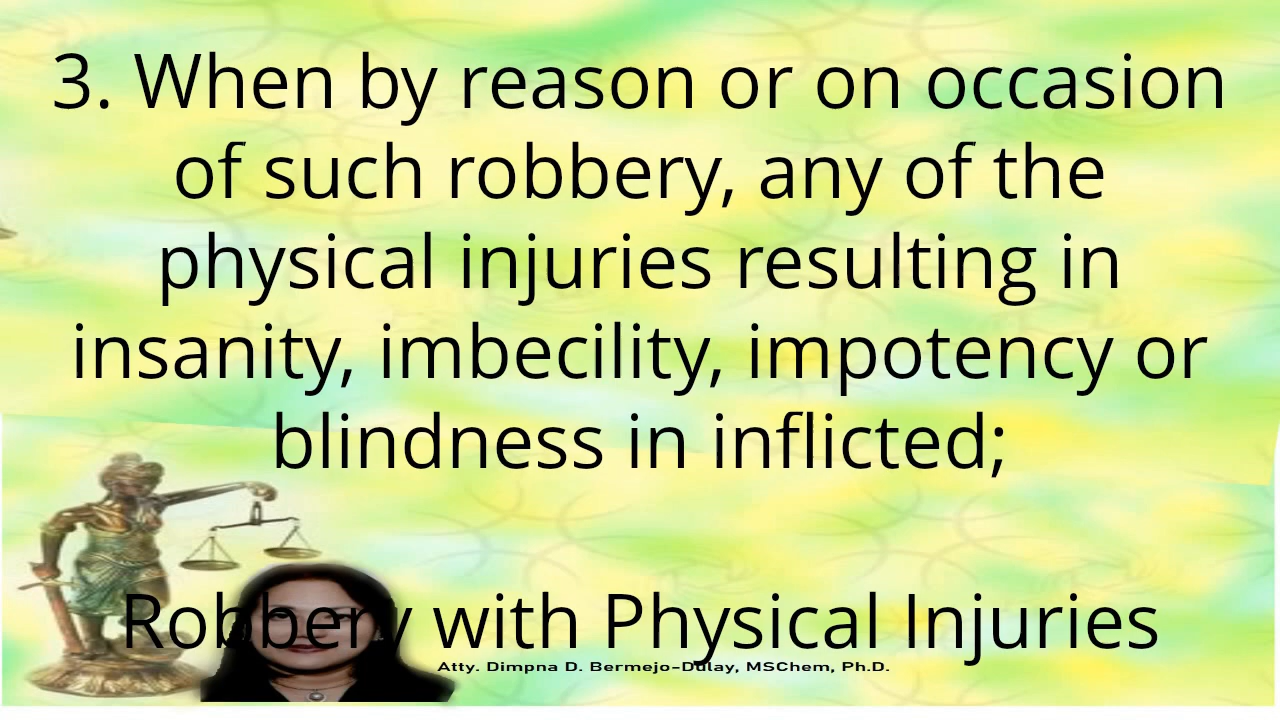 3. When by reason or on occasion
of such robbery, any of the
physical injuries resulting in
insanity, imbecility, impotency or
blindness in inflicted;
Robbery with Physical Injuries
Atty. Dimpna D. Bermejo-Dulay, MSChem, Ph.D.